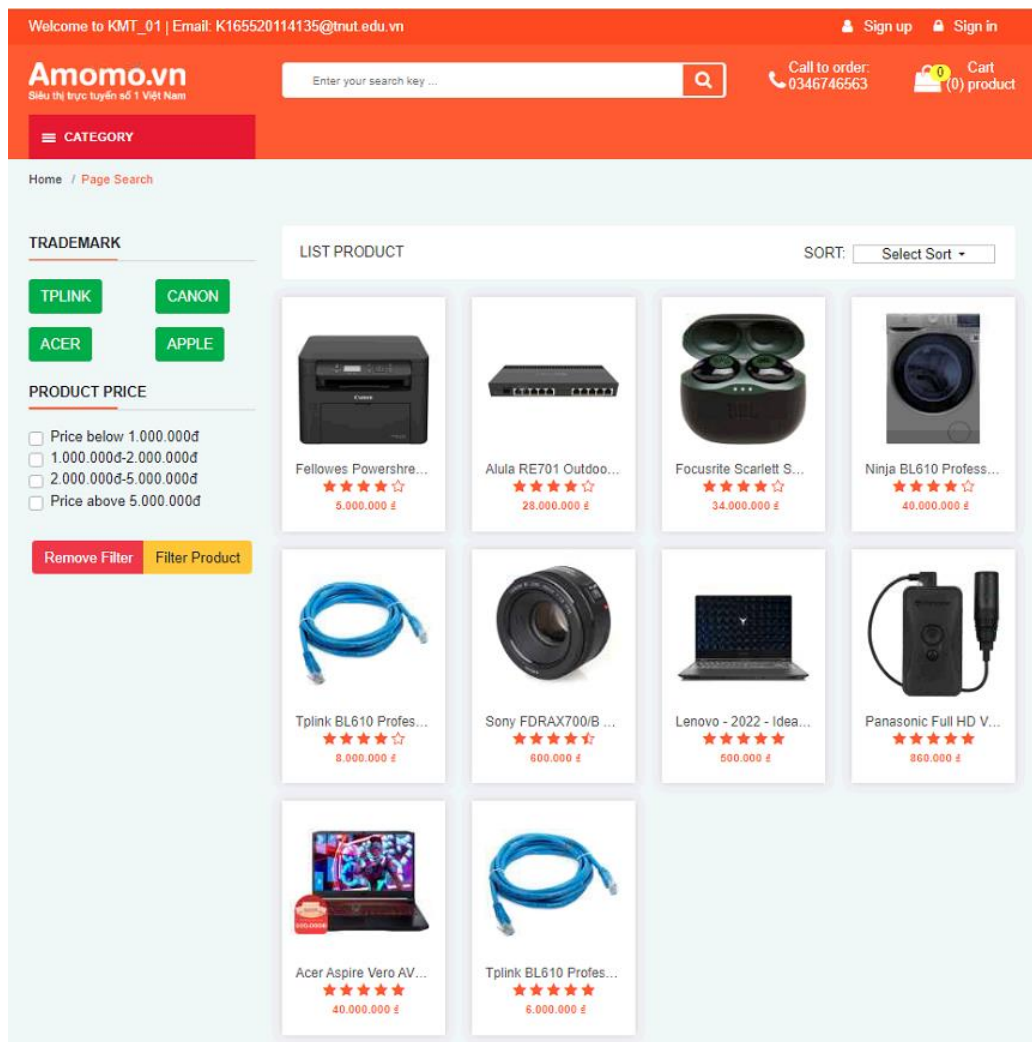 Welcome to KMT_01 | Email: K165520114135@tnut.edu.vn
Sign up
Sign in
Amomo.vn
Siêu thị trực tuyến số 1 Việt Nam
Enter your search key ...
Call to order:
0346746563
0
Cart
(0) product
CATEGORY
Home / Page Search
TRADEMARK
TPLINK
CANON
ACER
APPLE
PRODUCT PRICE
Price below 1.000.000đ
1.000.000đ-2.000.000đ
2.000.000đ-5.000.000đ
Price above 5.000.000đ
Remove Filter
Filter Product
LIST PRODUCT
SORT:
Select Sort
Canon
Fellowes Powershre...
5.000.000 ₫
Alula RE701 Outdoo...
28.000.000 ₫
JBL
Focusrite Scarlett S...
34.000.000 ₫
Ninja BL610 Profess...
40.000.000 ₫
Tplink BL610 Profes...
8.000.000 ₫
Sony FDRAX700/B ...
600.000 ₫
Lenovo - 2022 - Idea...
500.000 ₫
Panasonic Full HD V...
860.000 ₫
Acer Aspire Vero AV...
40.000.000 ₫
Tplink BL610 Profes...
6.000.000 ₫